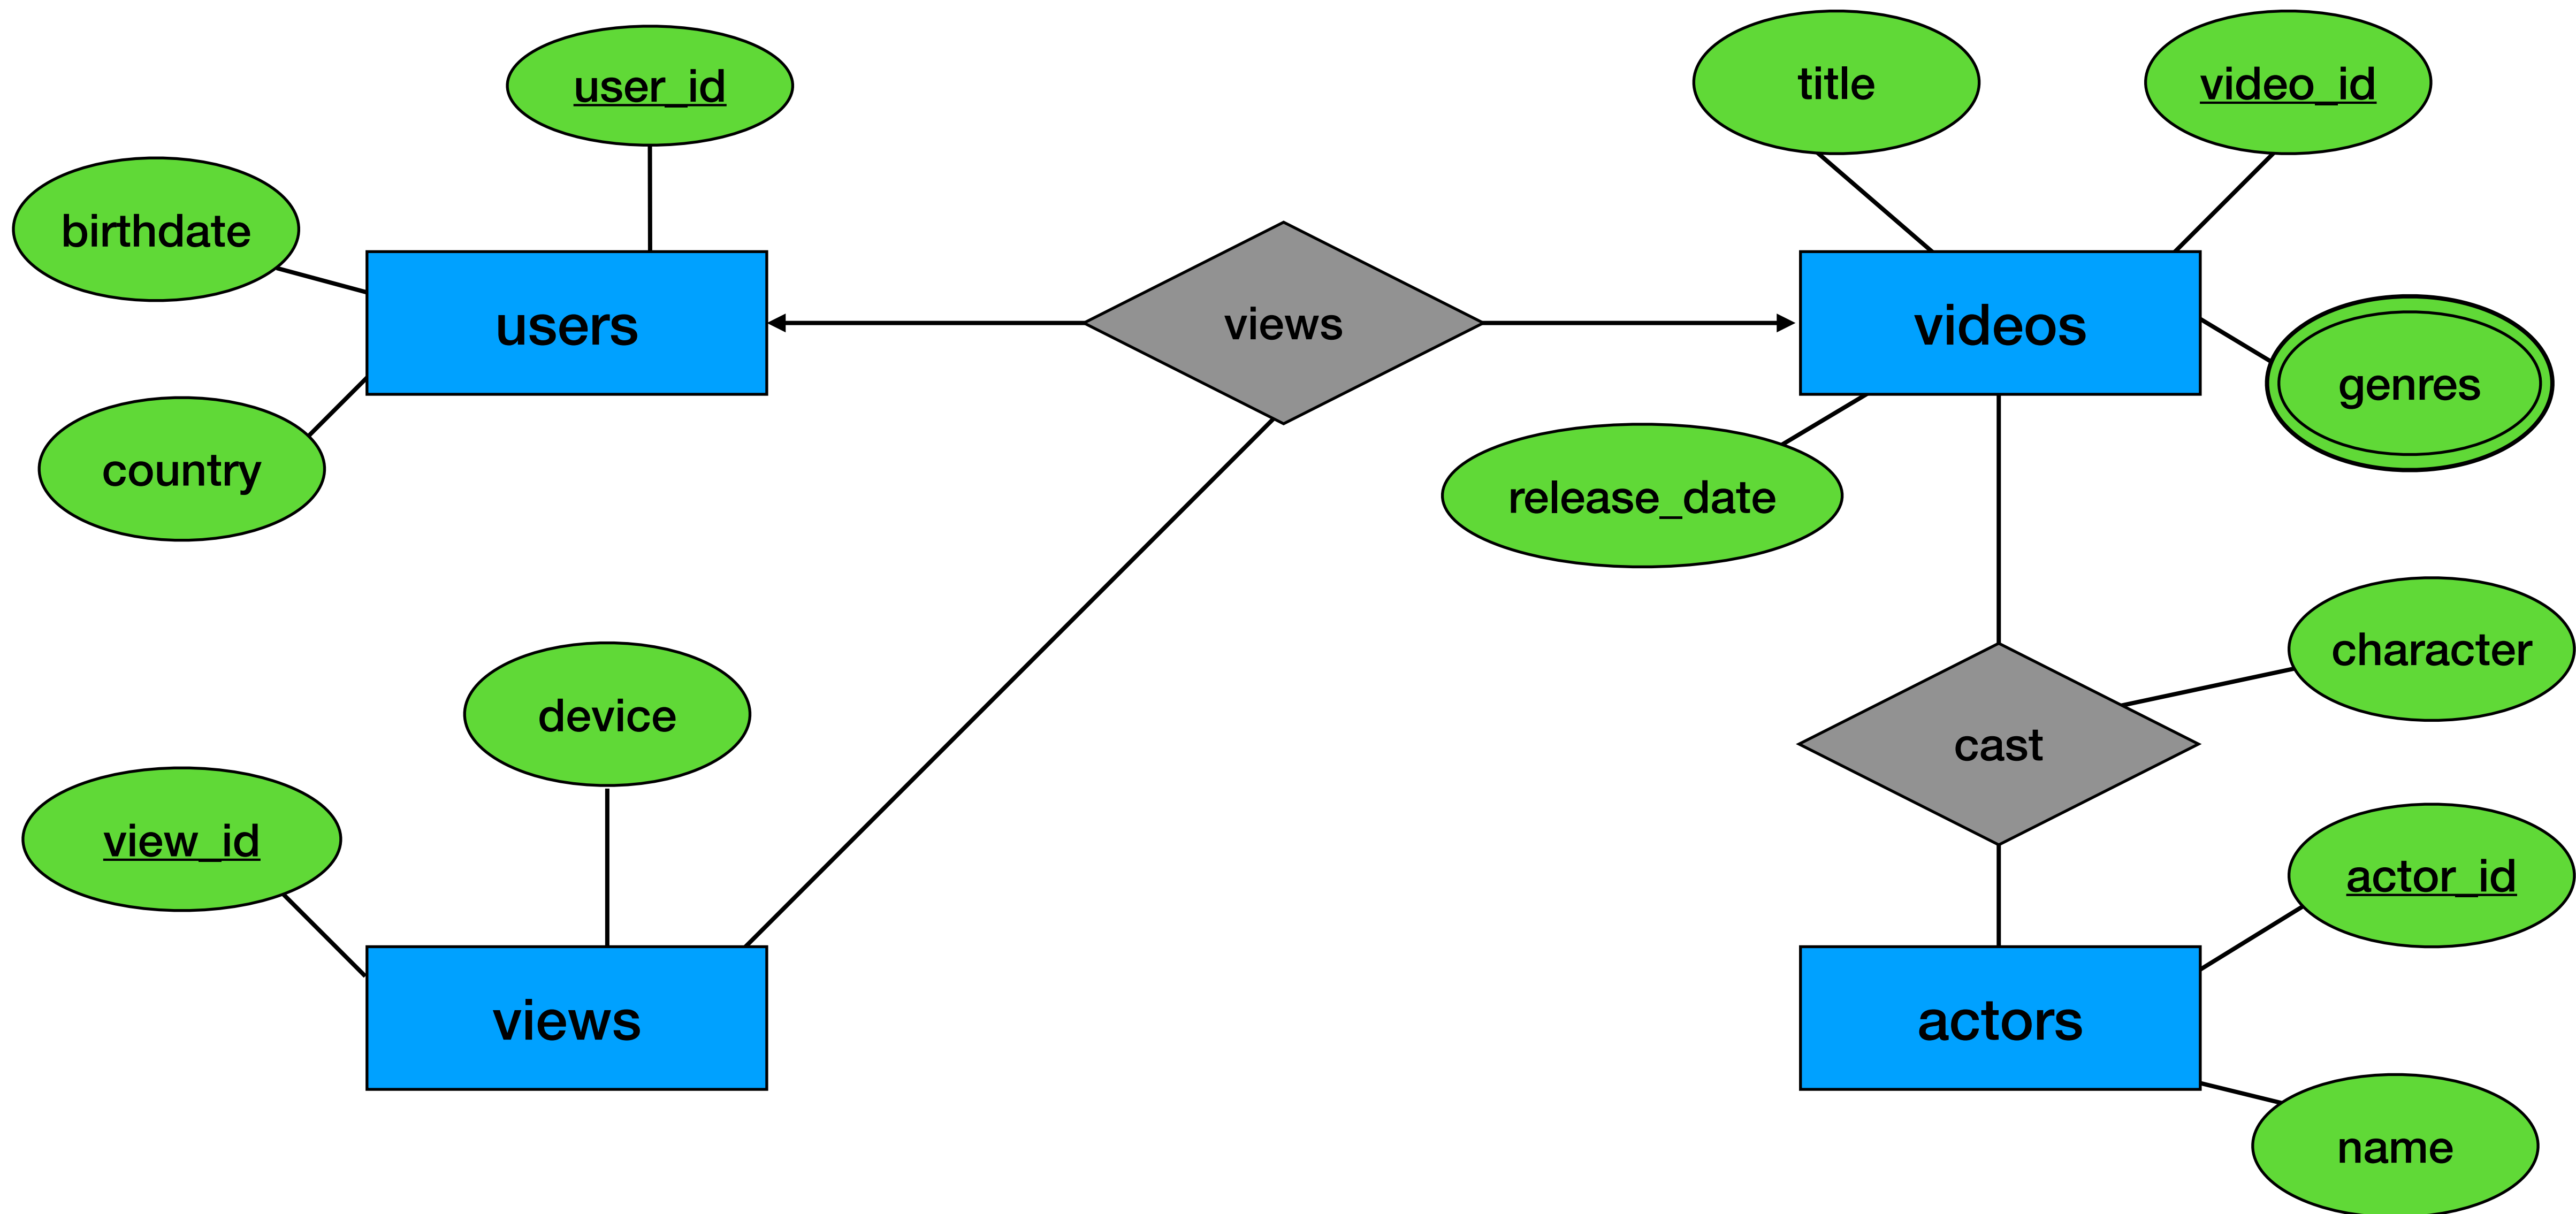 user_id
title
video_id
birthdate
users
views
videos
genres
country
release_date
character
device
cast
view_id
actor_id
views
actors
name